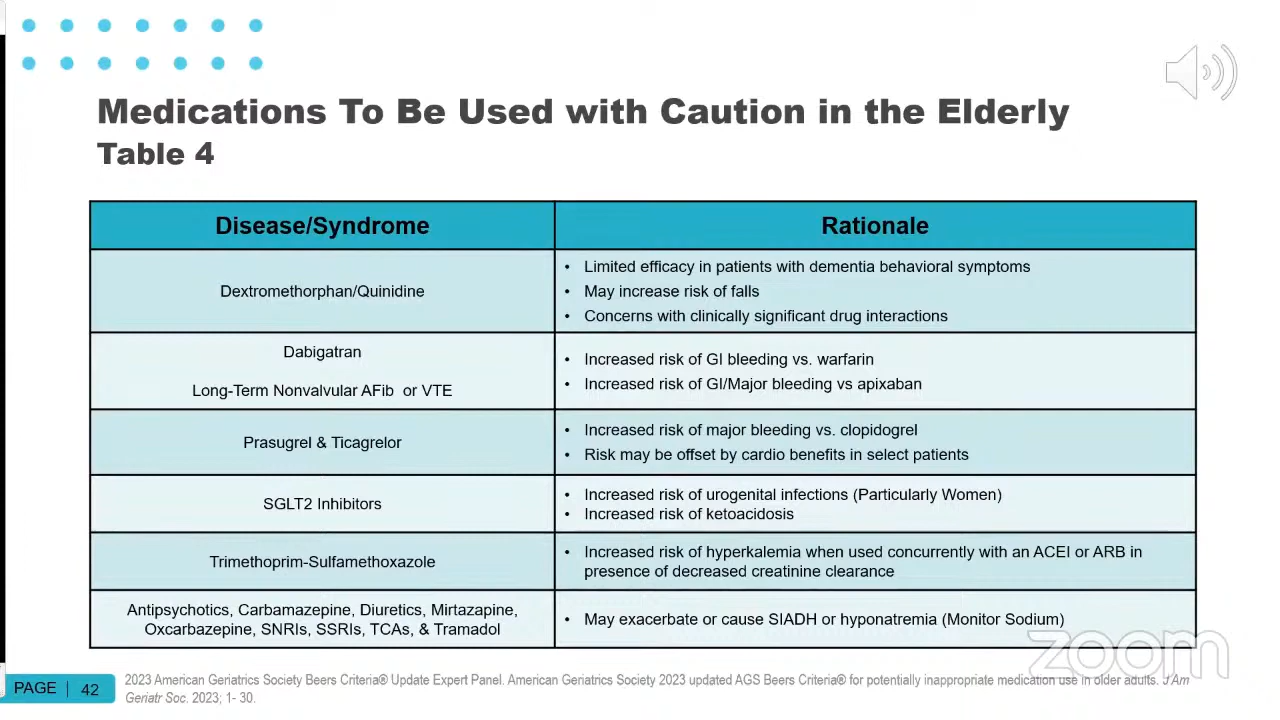 Medications To Be Used with Caution in the Elderly
Table 4
Disease/Syndrome
Rationale
Dextromethorphan/Quinidine
• Limited efficacy in patients with dementia behavioral symptoms
• May increase risk of falls
• Concerns with clinically significant drug interactions
Dabigatran
Long-Term Nonvalvular AFib or VTE
• Increased risk of GI bleeding vs. warfarin
• Increased risk of GI/Major bleeding vs apixaban
Prasugrel & Ticagrelor
• Increased risk of major bleeding vs. clopidogrel
• Risk may be offset by cardio benefits in select patients
SGLT2 Inhibitors
• Increased risk of urogenital infections (Particularly Women)
• Increased risk of ketoacidosis
Trimethoprim-Sulfamethoxazole
• Increased risk of hyperkalemia when used concurrently with an ACEI or ARB in
presence of decreased creatinine clearance
Antipsychotics, Carbamazepine, Diuretics, Mirtazapine,
Oxcarbazepine, SNRIs, SSRIs, TCAs, & Tramadol
• May exacerbate or cause SIADH or hyponatremia (Monitor Sodium)
zoom
PAGE | 42
2023 American Geriatrics Society Beers Criteria® Update Expert Panel. American Geriatrics Society 2023 updated AGS Beers Criteria® for potentially inappropriate medication use in older adults. J Am
Geriatr Soc. 2023; 1- 30.